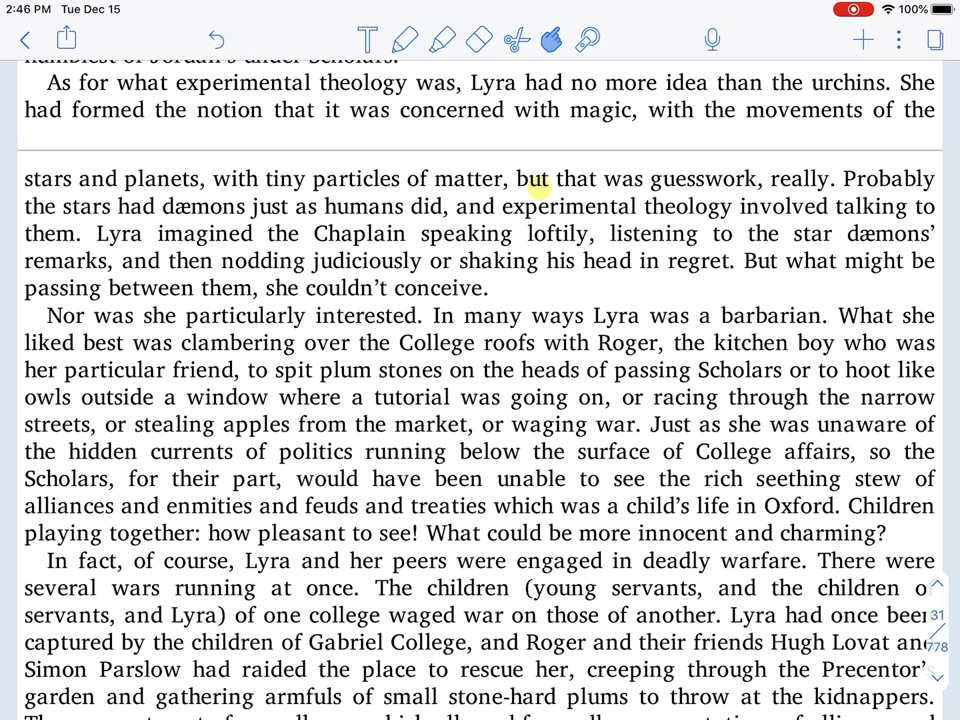 2:46 PM Tue Dec 15
100%
humblest of Jordan's under-Scholars.
As for what experimental theology was, Lyra had no more idea than the urchins. She
had formed the notion that it was concerned with magic, with the movements of the
stars and planets, with tiny particles of matter, but that was guesswork, really. Probably
the stars had dæmons just as humans did, and experimental theology involved talking to
them. Lyra imagined the Chaplain speaking loftily, listening to the star dæmons’
remarks, and then nodding judiciously or shaking his head in regret. But what might be
passing between them, she couldn’t conceive.
Nor was she particularly interested. In many ways Lyra was a barbarian. What she
liked best was clambering over the College roofs with Roger, the kitchen boy who was
her particular friend, to spit plum stones on the heads of passing Scholars or to hoot like
owls outside a window where a tutorial was going on, or racing through the narrow
streets, or stealing apples from the market, or waging war. Just as she was unaware of
the hidden currents of politics running below the surface of College affairs, so the
Scholars, for their part, would have been unable to see the rich seething stew of
alliances and enmities and feuds and treaties which was a child’s life in Oxford. Children
playing together: how pleasant to see! What could be more innocent and charming?
In fact, of course, Lyra and her peers were engaged in deadly warfare. There were
several wars running at once. The children (young servants, and the children of
servants, and Lyra) of one college waged war on those of another. Lyra had once been
31
captured by the children of Gabriel College, and Roger and their friends Hugh Lovat and
778
Simon Parslow had raided the place to rescue her, creeping through the Precentor’s
garden and gathering armfuls of small stone-hard plums to throw at the kidnappers.